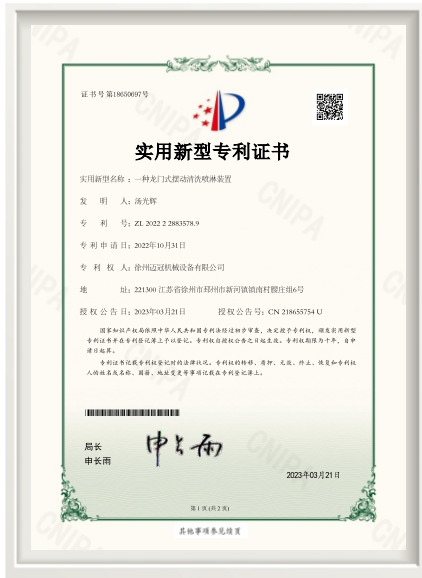 证书号第18650697号
实用新型专利证书
实用新型名称：一种龙门式摆动清洗喷淋装置
发 明 人：汤光辉
专 利 号：ZL 2022 2 2883578.9
专利申请日：2022年10月31日
专 利 权 人：徐州迈冠机械设备有限公司
地 址：221300 江苏省徐州市邳州市新河镇镇南村腰庄组6号
授权公告日：2023年03月21日 授权公告号：CN 218655754 U
国家知识产权局依照中华人民共和国专利法经过初步审查，决定授予专利权，颁发实用新型
专利证书并在专利登记簿上予以登记。专利权自授权公告之日起生效。专利权期限为十年，自申
请日起算。
专利证书记载专利权登记时的法律状况。专利权的转移、质押、无效、终止、恢复和专利权
人的姓名或名称、国籍、地址变更等事项记载在专利登记簿上。
局长
申长雨
申长雨
2023年03月21日
第 1 页 (共 2 页)
其他事项参见续页
CNIPA
CNIPA
CNIPA
CNIPA
CNIPA
CNIPA